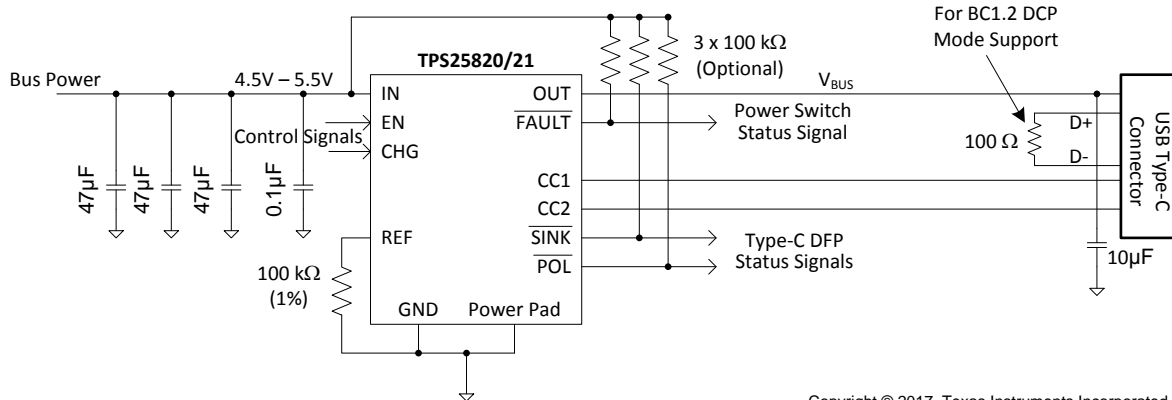 For BC1.2 DCP
Mode Support
3 x 100 kΩ
(Optional)
TPS25820/21
Bus Power
4.5V – 5.5V
IN
OUT
VBUS
EN
FAULT
Power Switch
Status Signal
Control Signals
CHG
D+
100 Ω
D-
USB Type-C
Connector
47µF
47µF
47µF
0.1µF
CC1
CC2
REF
SINK
Type-C DFP
Status Signals
POL
10µF
100 kΩ
(1%)
GND
Power Pad
Copyright © 2017, Texas Instruments Incorporated